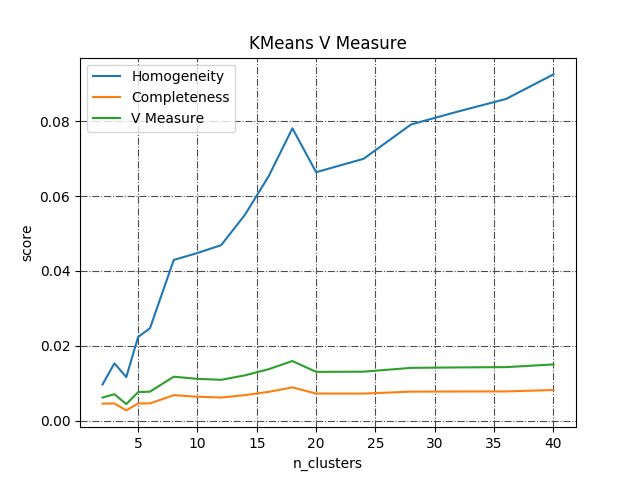 KMeans V Measure
Homogeneity
Completeness
V Measure
score
0.08
0.06
0.04
0.02
0.00
5 10 15 20 25 30 35 40
n_clusters